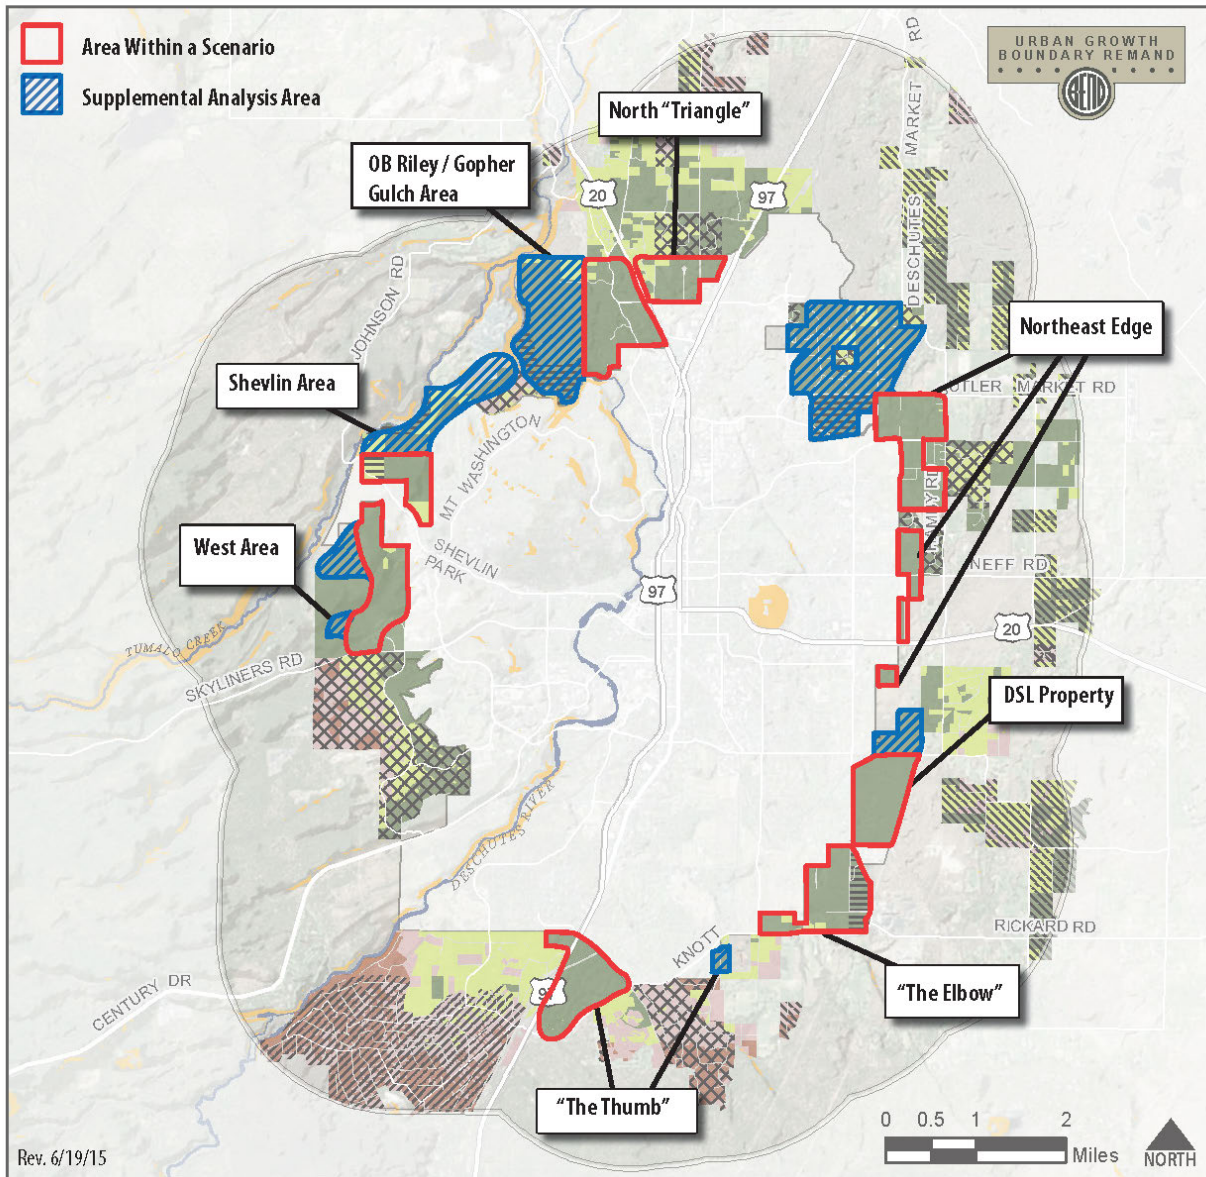 Area Within a Scenario
Supplemental Analysis Area
URBAN GROWTH
BOUNDARY REMAND
BEND
RD
MARKET
DESCHUTES
North “Triangle”
OB Riley / Gopher
Gulch Area
20
97
JOHNSON RD
Northeast Edge
Shevlin Area
BUTLER MARKET RD
MT WASHINGTON
HAMBY RD
West Area
SHEVLIN
PARK
NEFF RD
97
20
TUMALO CREEK
SKYLINERS RD
DSL Property
DESCHUTES RIVER
RICKARD RD
KNOTT
CENTURY DR
97
“The Elbow”
“The Thumb”
0 0.5 1 2
Miles
NORTH
Rev. 6/19/15